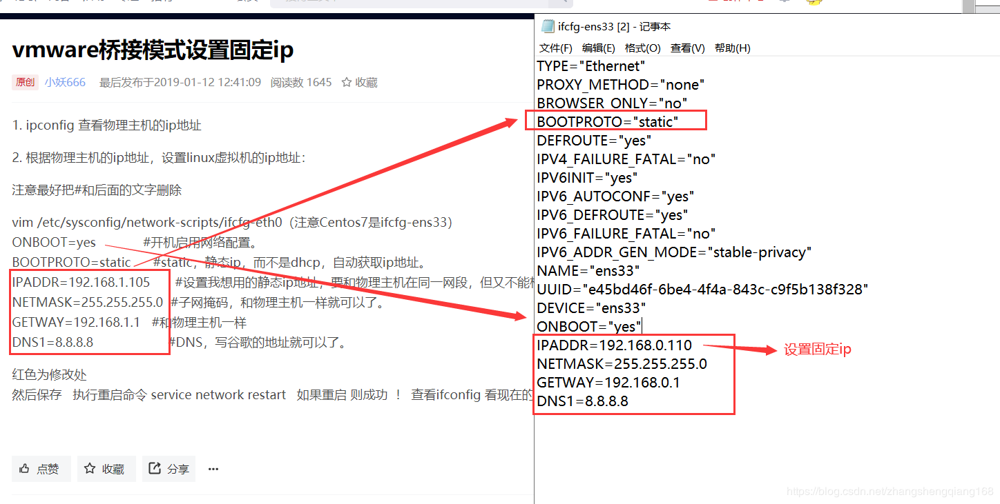 vmware桥接模式设置固定ip
原创 小妖666 最后发布于2019-01-12 12:41:09 阅读数 1645 收藏
1. ipconfig 查看物理主机的ip地址
2. 根据物理主机的ip地址，设置linux虚拟机的ip地址：
注意最好把#和后面的文字删除
vim /etc/sysconfig/network-scripts/ifcfg-eth0（注意Centos7是ifcfg-ens33）
ONBOOT=yes #开机启用网络配置。
BOOTPROTO=static #static，静态ip，而不是dhcp，自动获取ip地址。
IPADDR=192.168.1.105 #设置我想用的静态ip地址，要和物理主机在同一网段，但又不能
NETMASK=255.255.255.0 #子网掩码，和物理主机一样就可以了。
GETWAY=192.168.1.1 #和物理主机一样
DNS1=8.8.8.8 #DNS，写谷歌的地址就可以了。
红色为修改处
然后保存 执行重启命令 service network restart 如果重启 则成功 ！ 查看ifconfig 看现在的
点赞 收藏 分享 ···
ifcfg-ens33 [2] - 记事本
文件(F) 编辑(E) 格式(O) 查看(V) 帮助(H)
TYPE="Ethernet"
PROXY_METHOD="none"
BROWSER_ONLY="no"
BOOTPROTO="static"
DEFROUTE="yes"
IPV4_FAILURE_FATAL="no"
IPV6INIT="yes"
IPV6_AUTOCONF="yes"
IPV6_DEFROUTE="yes"
IPV6_FAILURE_FATAL="no"
IPV6_ADDR_GEN_MODE="stable-privacy"
NAME="ens33"
UUID="e45bd46f-6be4-4f4a-843c-c9f5b138f328"
DEVICE="ens33"
ONBOOT="yes"
IPADDR=192.168.0.110
设置固定ip
NETMASK=255.255.255.0
GETWAY=192.168.0.1
DNS1=8.8.8.8
https://blog.csdn.net/zhangshengqiang168